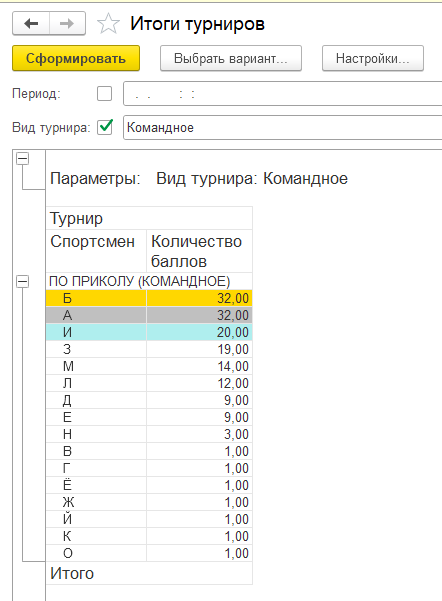 Итоги турниров
Сформировать Выбрать вариант... Настройки...
Период: . . : :
Вид турнира: Командное
Параметры: Вид турнира: Командное
Турнир
Спортсмен Количество
баллов
ПО ПРИКОЛУ (КОМАНДНОЕ)
Б 32,00
А 32,00
И 20,00
З 19,00
М 14,00
Л 12,00
Д 9,00
Е 9,00
Н 3,00
В 1,00
Г 1,00
Ё 1,00
Ж 1,00
Й 1,00
К 1,00
О 1,00
Итого